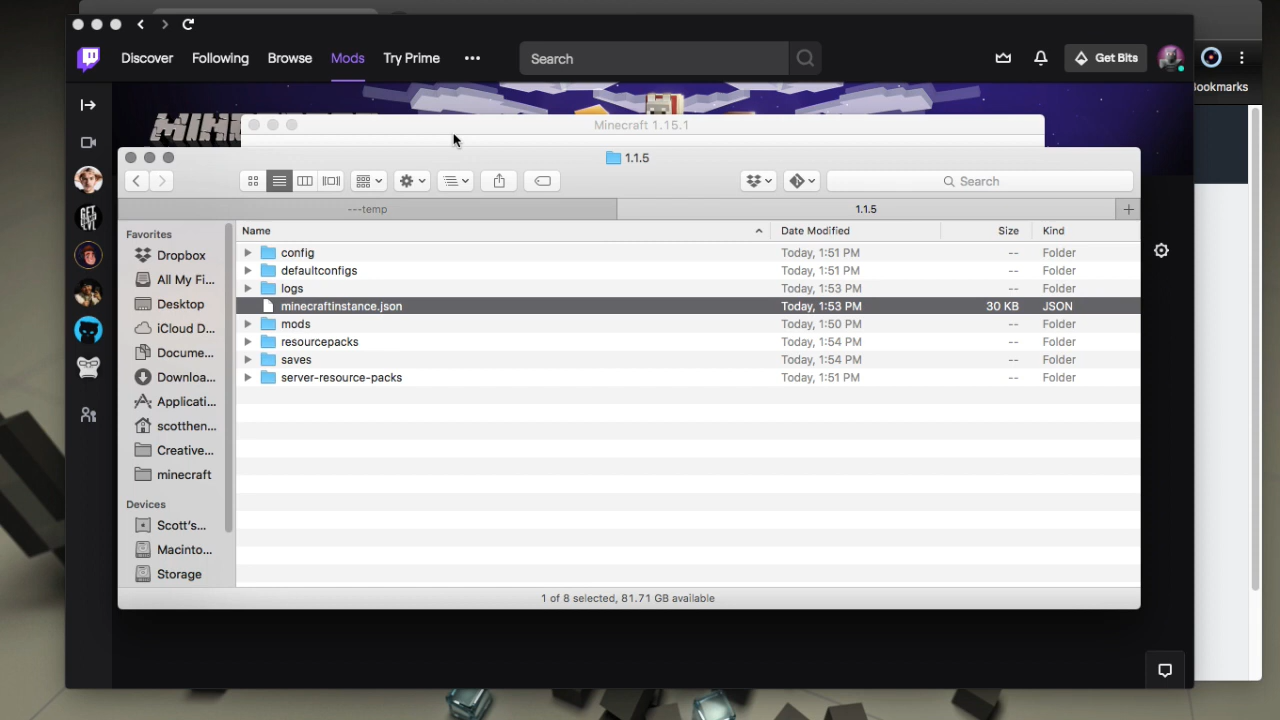 Discover Following Browse Mods Try Prime ••• Search Get Bits
Bookmarks
Minecraft 1.15.1
1.1.5
Search
---temp 1.1.5 +
Favorites
Dropbox
All My Fi...
Desktop
iCloud D...
Docume...
Downloa...
Applicati...
scotthen...
Creative...
minecraft
Devices
Scott's...
Macinto...
Storage
Name Date Modified Size Kind
config Today, 1:51 PM -- Folder
defaultconfigs Today, 1:51 PM -- Folder
logs Today, 1:53 PM -- Folder
minecraftinstance.json Today, 1:53 PM 30 KB JSON
mods Today, 1:50 PM -- Folder
resourcepacks Today, 1:54 PM -- Folder
saves Today, 1:54 PM -- Folder
server-resource-packs Today, 1:51 PM -- Folder
1 of 8 selected, 81.71 GB available